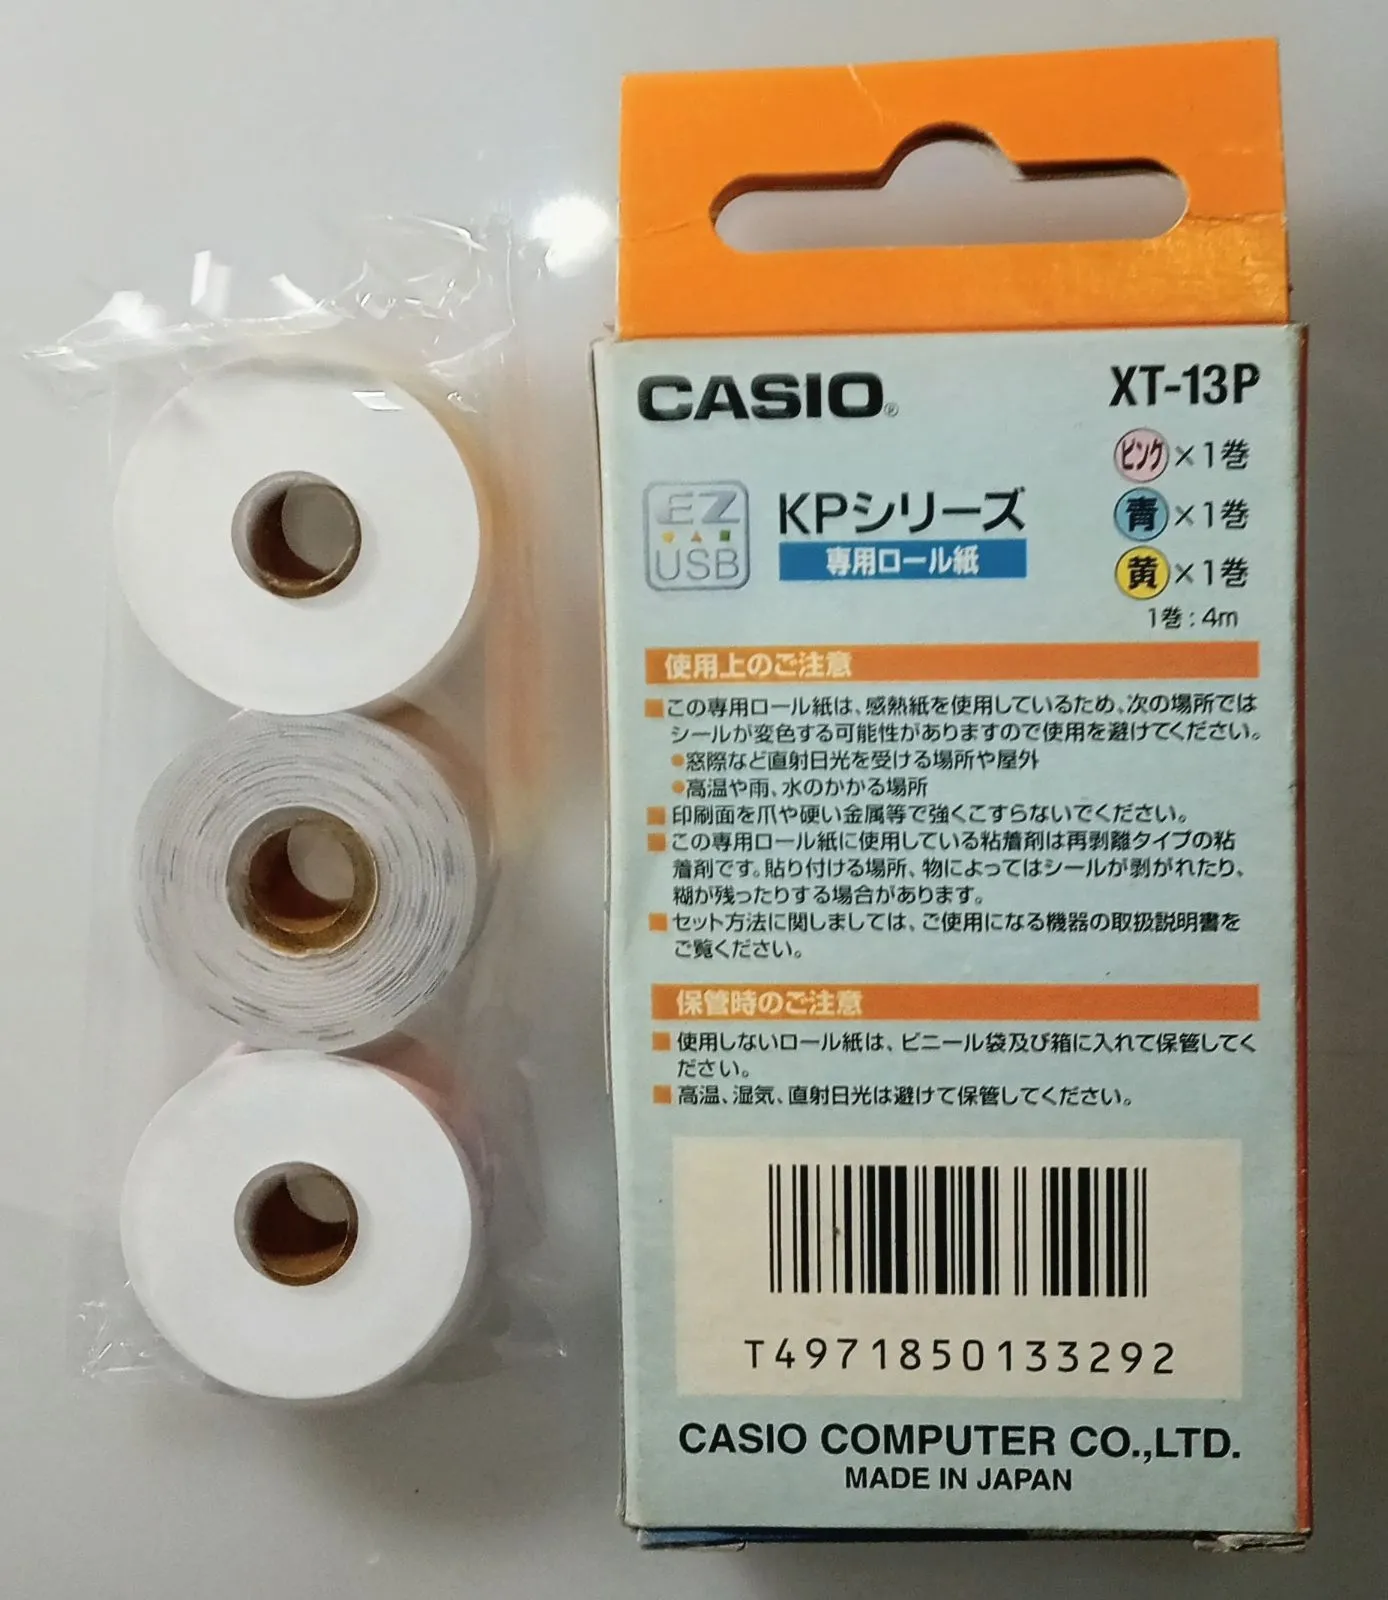 CASIO®
XT-13P
ピンク×1巻
青×1巻
黄×1巻
1巻:4m
EZ
USB
KPシリーズ
専用ロール紙
使用上のご注意
■この専用ロール紙は、感熱紙を使用しているため、次の場所では
シールが変色する可能性がありますので使用を避けてください。
●窓際など直射日光を受ける場所や屋外
●高温や雨、水のかかる場所
■印刷面を爪や硬い金属等で強くこすらないでください。
■この専用ロール紙に使用している粘着剤は再剥離タイプの粘
着剤です。貼り付ける場所、物によってはシールが剥がれたり、
糊が残ったりする場合があります。
■セット方法に関しましては、ご使用になる機器の取扱説明書を
ご覧ください。
保管時のご注意
■使用しないロール紙は、ビニール袋及び箱に入れて保管してく
ださい。
■高温、湿気、直射日光は避けて保管してください。
T4971850133292
CASIO COMPUTER CO.,LTD.
MADE IN JAPAN